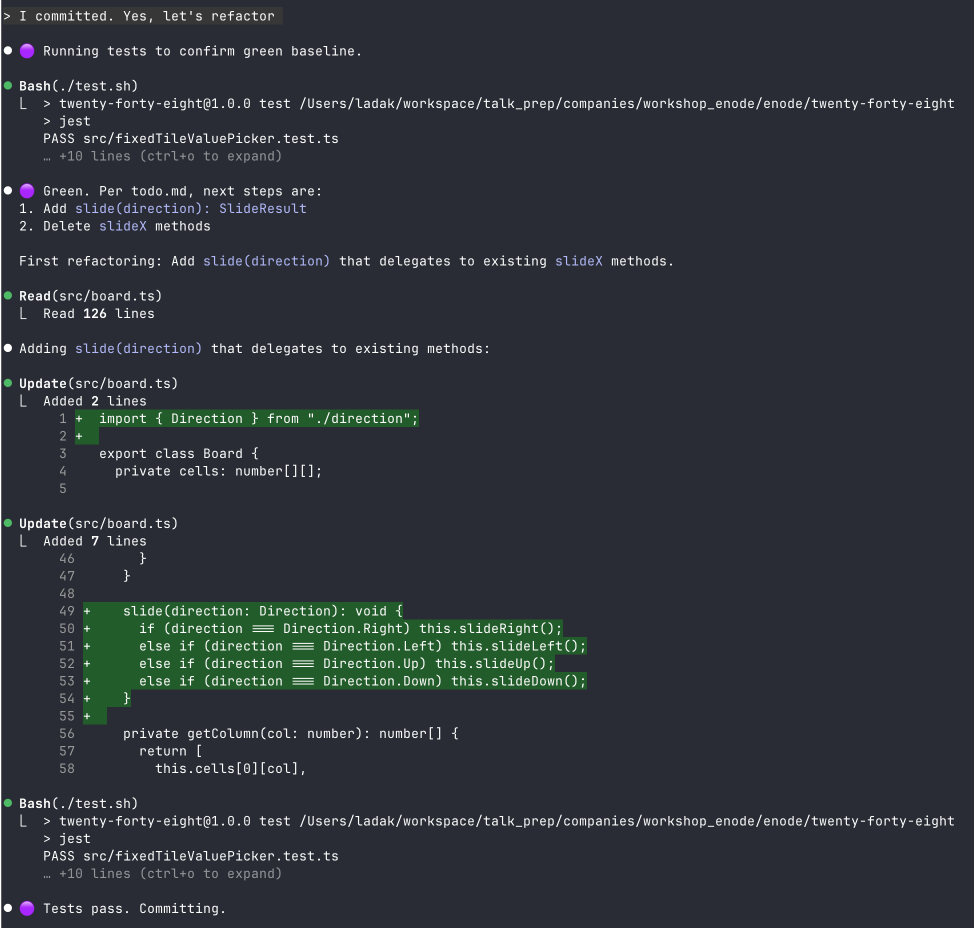 > I committed. Yes, let's refactor
Running tests to confirm green baseline.
Bash(./test.sh)
> twenty-forty-eight@1.0.0 test /Users/ladak/workspace/talk_prep/companies/workshop_enode/enode/twenty-forty-eight
> jest
PASS src/fixedTileValuePicker.test.ts
… +10 lines (ctrl+o to expand)
Green. Per todo.md, next steps are:
1. Add slide(direction): SlideResult
2. Delete slideX methods
First refactoring: Add slide(direction) that delegates to existing slideX methods.
Read(src/board.ts)
Read 126 lines
Adding slide(direction) that delegates to existing methods:
Update(src/board.ts)
Added 2 lines
1 + import { Direction } from "./direction";
2 +
3 export class Board {
4 private cells: number[][];
5
Update(src/board.ts)
Added 7 lines
46 }
47 }
48
49 + slide(direction: Direction): void {
50 + if (direction === Direction.Right) this.slideRight();
51 + else if (direction === Direction.Left) this.slideLeft();
52 + else if (direction === Direction.Up) this.slideUp();
53 + else if (direction === Direction.Down) this.slideDown();
54 + }
55 +
56 private getColumn(col: number): number[] {
57 return [
58 this.cells[0][col],
Bash(./test.sh)
> twenty-forty-eight@1.0.0 test /Users/ladak/workspace/talk_prep/companies/workshop_enode/enode/twenty-forty-eight
> jest
PASS src/fixedTileValuePicker.test.ts
… +10 lines (ctrl+o to expand)
Tests pass. Committing.